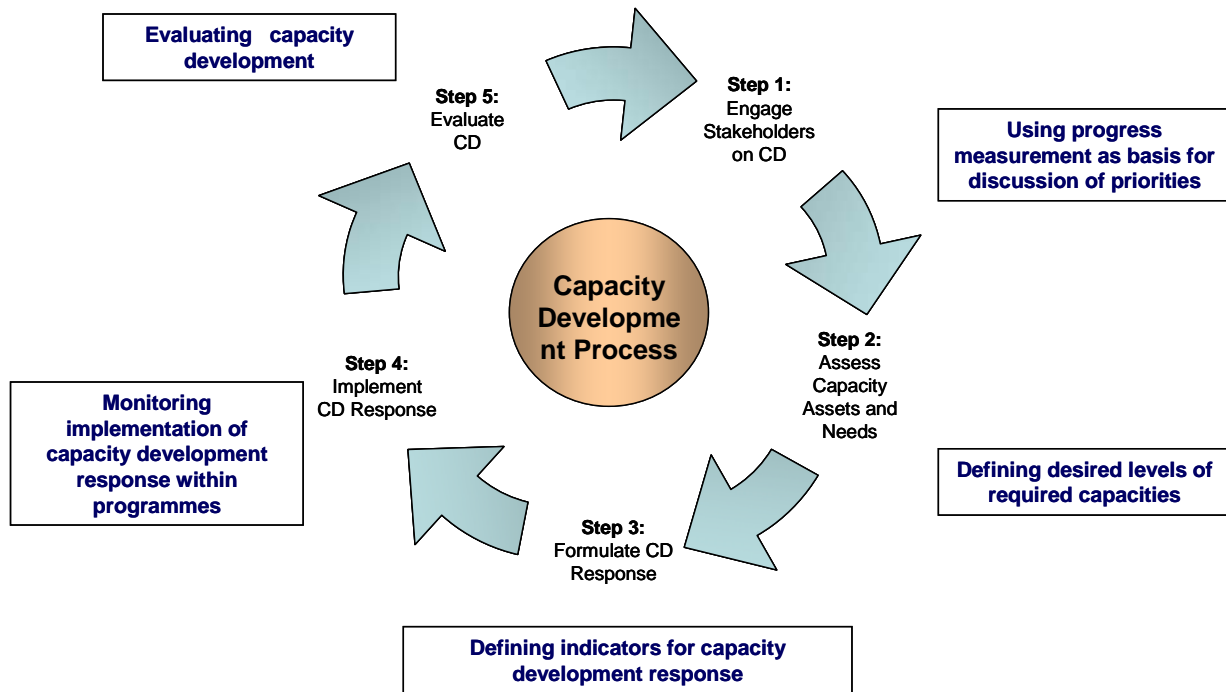 Evaluating capacity
development
Step 5:
Evaluate
CD
Step 1:
Engage
Stakeholders
on CD
Using progress
measurement as basis for
discussion of priorities
Capacity
Developme
nt Process
Step 2:
Assess
Capacity
Assets and
Needs
Defining desired levels of
required capacities
Step 3:
Formulate CD
Response
Defining indicators for capacity
development response
Step 4:
Implement
CD Response
Monitoring
implementation of
capacity development
response within
programmes